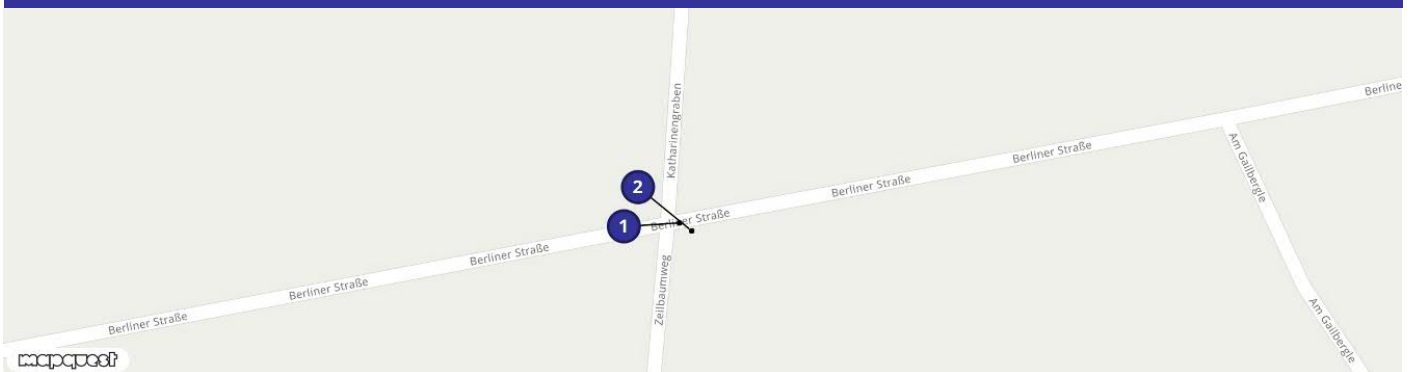 Berline
Katharinengraben
Am Gailbergle
Berliner Straße
Berliner Straße
2
Berliner Straße
1
Berliner Straße
Berliner Straße
Zeilbaumweg
Berliner Straße
Am Gailbergle
mapquest